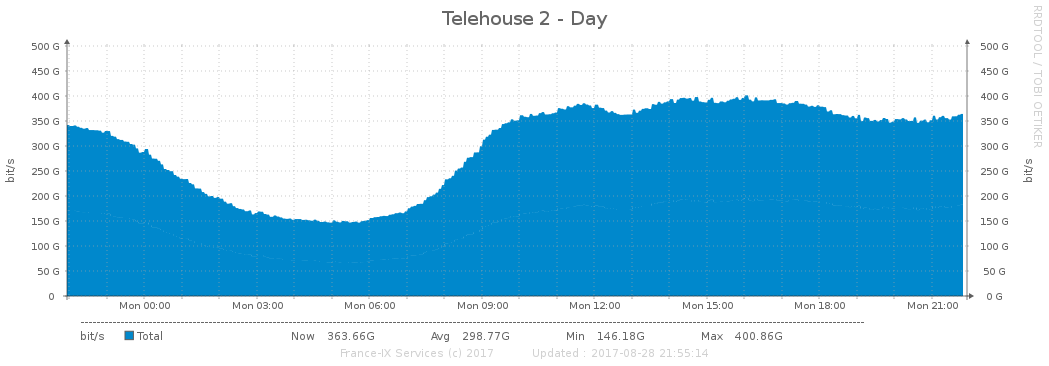 Telehouse 2 - Day
RRDTOOL / TOBI OETIKER
bit/s
500 G 500 G
450 G 450 G
400 G 400 G
350 G 350 G
300 G 300 G
250 G 250 G
200 G 200 G
150 G 150 G
100 G 100 G
50 G 50 G
0 0 G
bit/s
Mon 00:00 Mon 03:00 Mon 06:00 Mon 09:00 Mon 12:00 Mon 15:00 Mon 18:00 Mon 21:00
bit/s Total Now 363.66G Avg 298.77G Min 146.18G Max 400.86G
France-IX Services (c) 2017 Updated : 2017-08-28 21:55:14